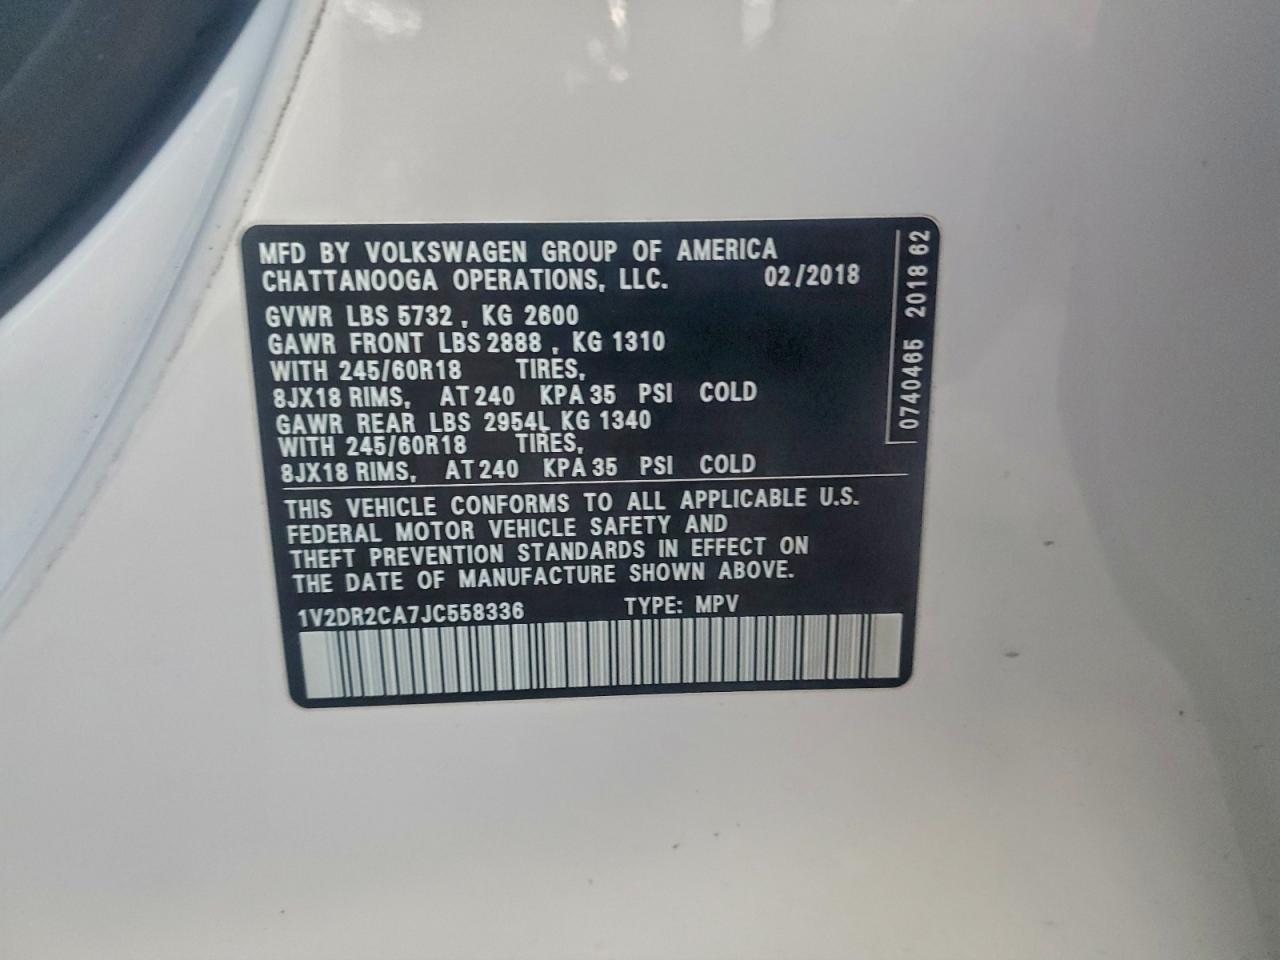 MFD BY VOLKSWAGEN GROUP OF AMERICA
CHATTANOOGA OPERATIONS, LLC. 02/2018
GVWR LBS 5732 , KG 2600
GAWR FRONT LBS 2888 , KG 1310
WITH 245/60R18 TIRES,
8JX18 RIMS, AT 240 KPA 35 PSI COLD
GAWR REAR LBS 2954L KG 1340
WITH 245/60R18 TIRES,
8JX18 RIMS, AT 240 KPA 35 PSI COLD
THIS VEHICLE CONFORMS TO ALL APPLICABLE U.S.
FEDERAL MOTOR VEHICLE SAFETY AND
THEFT PREVENTION STANDARDS IN EFFECT ON
THE DATE OF MANUFACTURE SHOWN ABOVE.
1V2DR2CA7JC558336 TYPE: MPV
0740465 2018 62